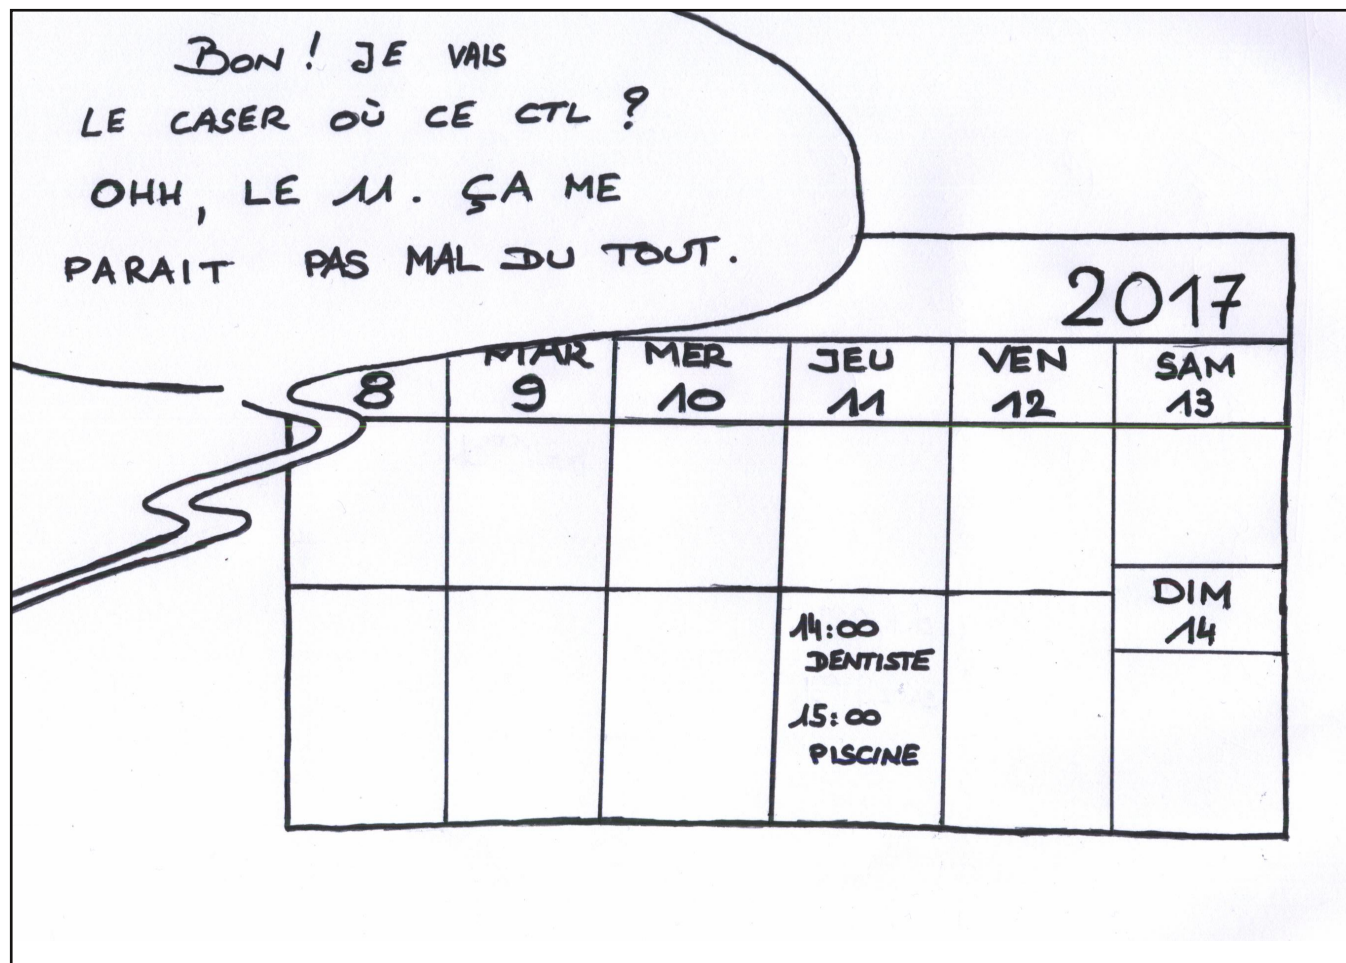 BON ! JE VAIS
LE CASER OÙ CE CTL ?
OHH, LE 11. ÇA ME
PARAIT PAS MAL DU TOUT.
2017
MAR MER JEU VEN SAM
8 9 10 11 12 13
DIM
14
14:00
DENTISTE
15:00
PISCINE